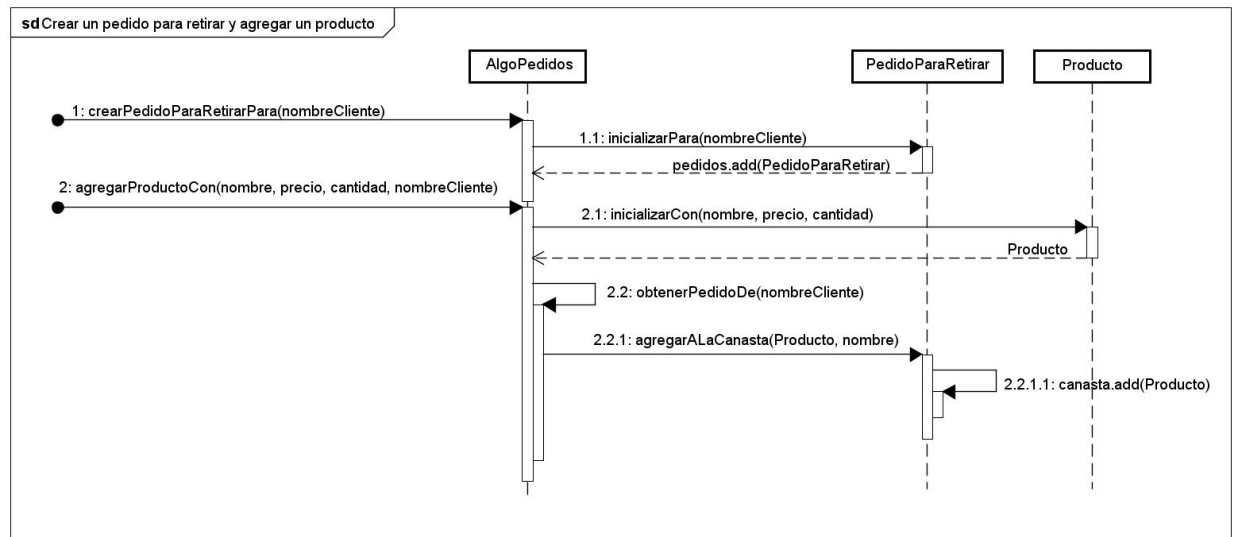 sd Crear un pedido para retirar y agregar un producto
AlgoPedidos
PedidoParaRetirar
Producto
1: crearPedidoParaRetirarPara(nombreCliente)
1.1: inicializarPara(nombreCliente)
pedidos.add(PedidoParaRetirar)
2: agregarProductoCon(nombre, precio, cantidad, nombreCliente)
2.1: inicializarCon(nombre, precio, cantidad)
Producto
2.2: obtenerPedidoDe(nombreCliente)
2.2.1: agregarALaCanasta(Producto, nombre)
2.2.1.1: canasta.add(Producto)